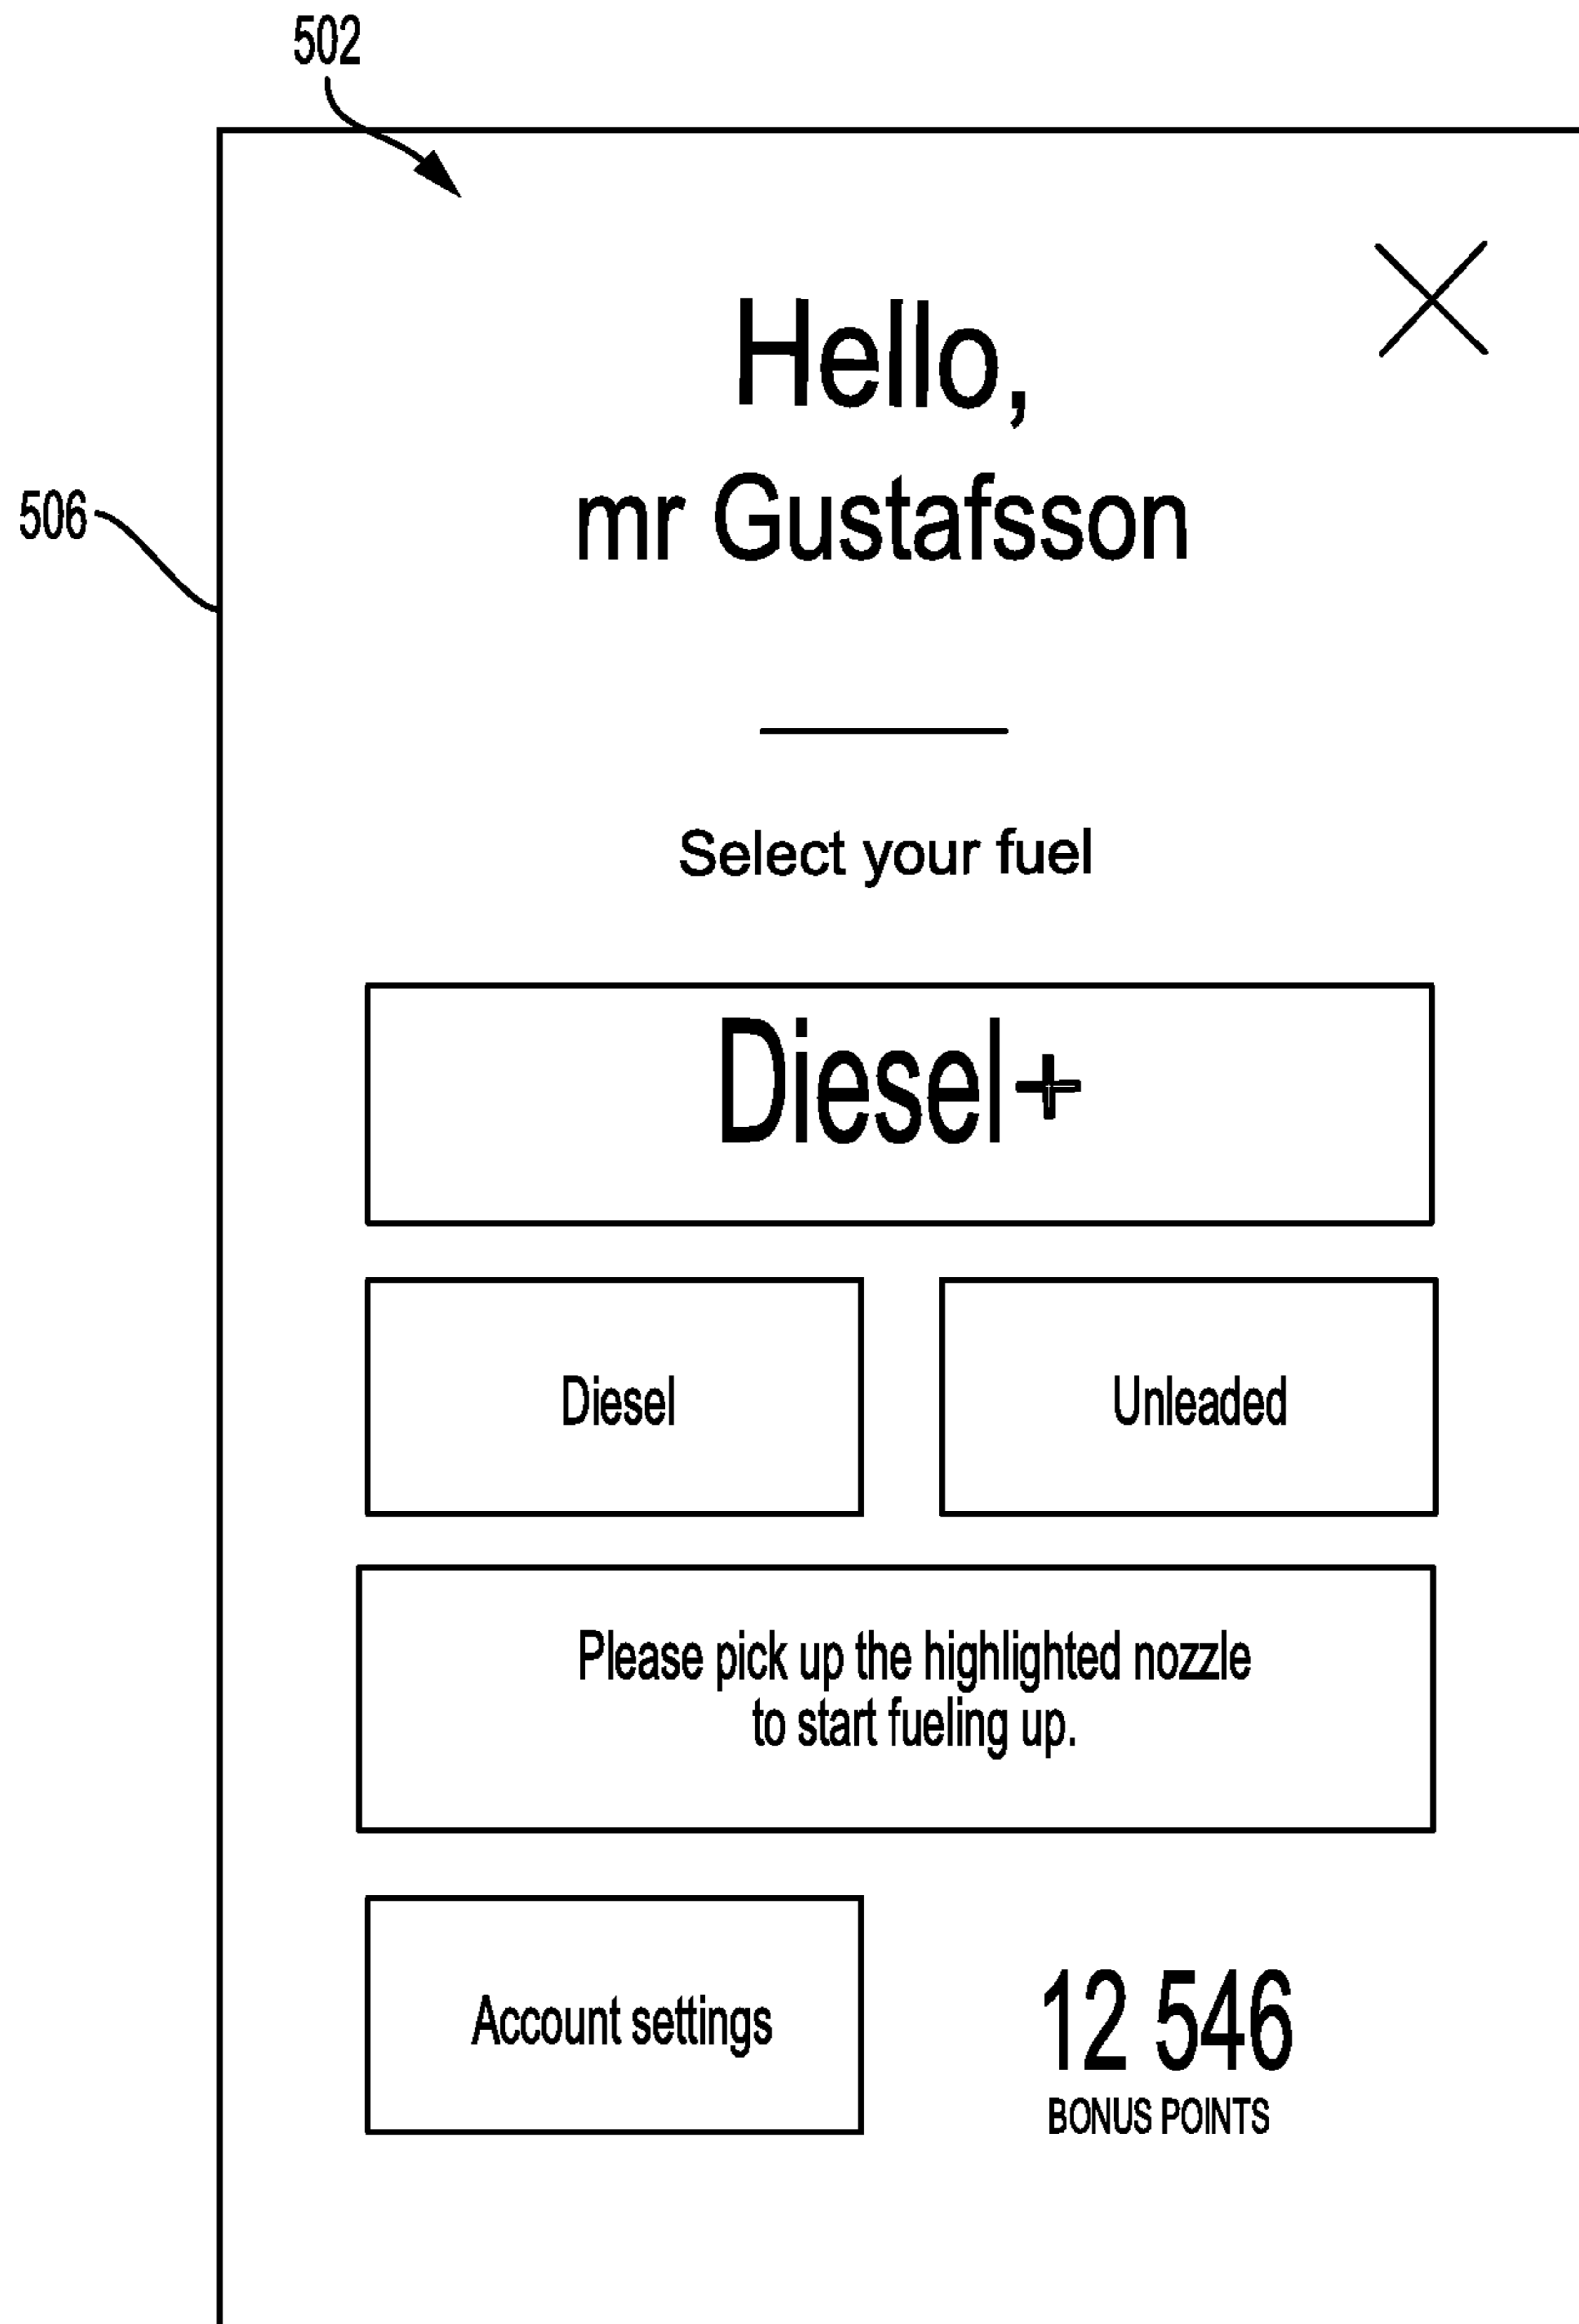 502
Hello,
mr Gustafsson
506
Select your fuel
Diesel+
Diesel
Unleaded
Please pick up the highlighted nozzle
to start fueling up.
Account settings
12 546
BONUS POINTS